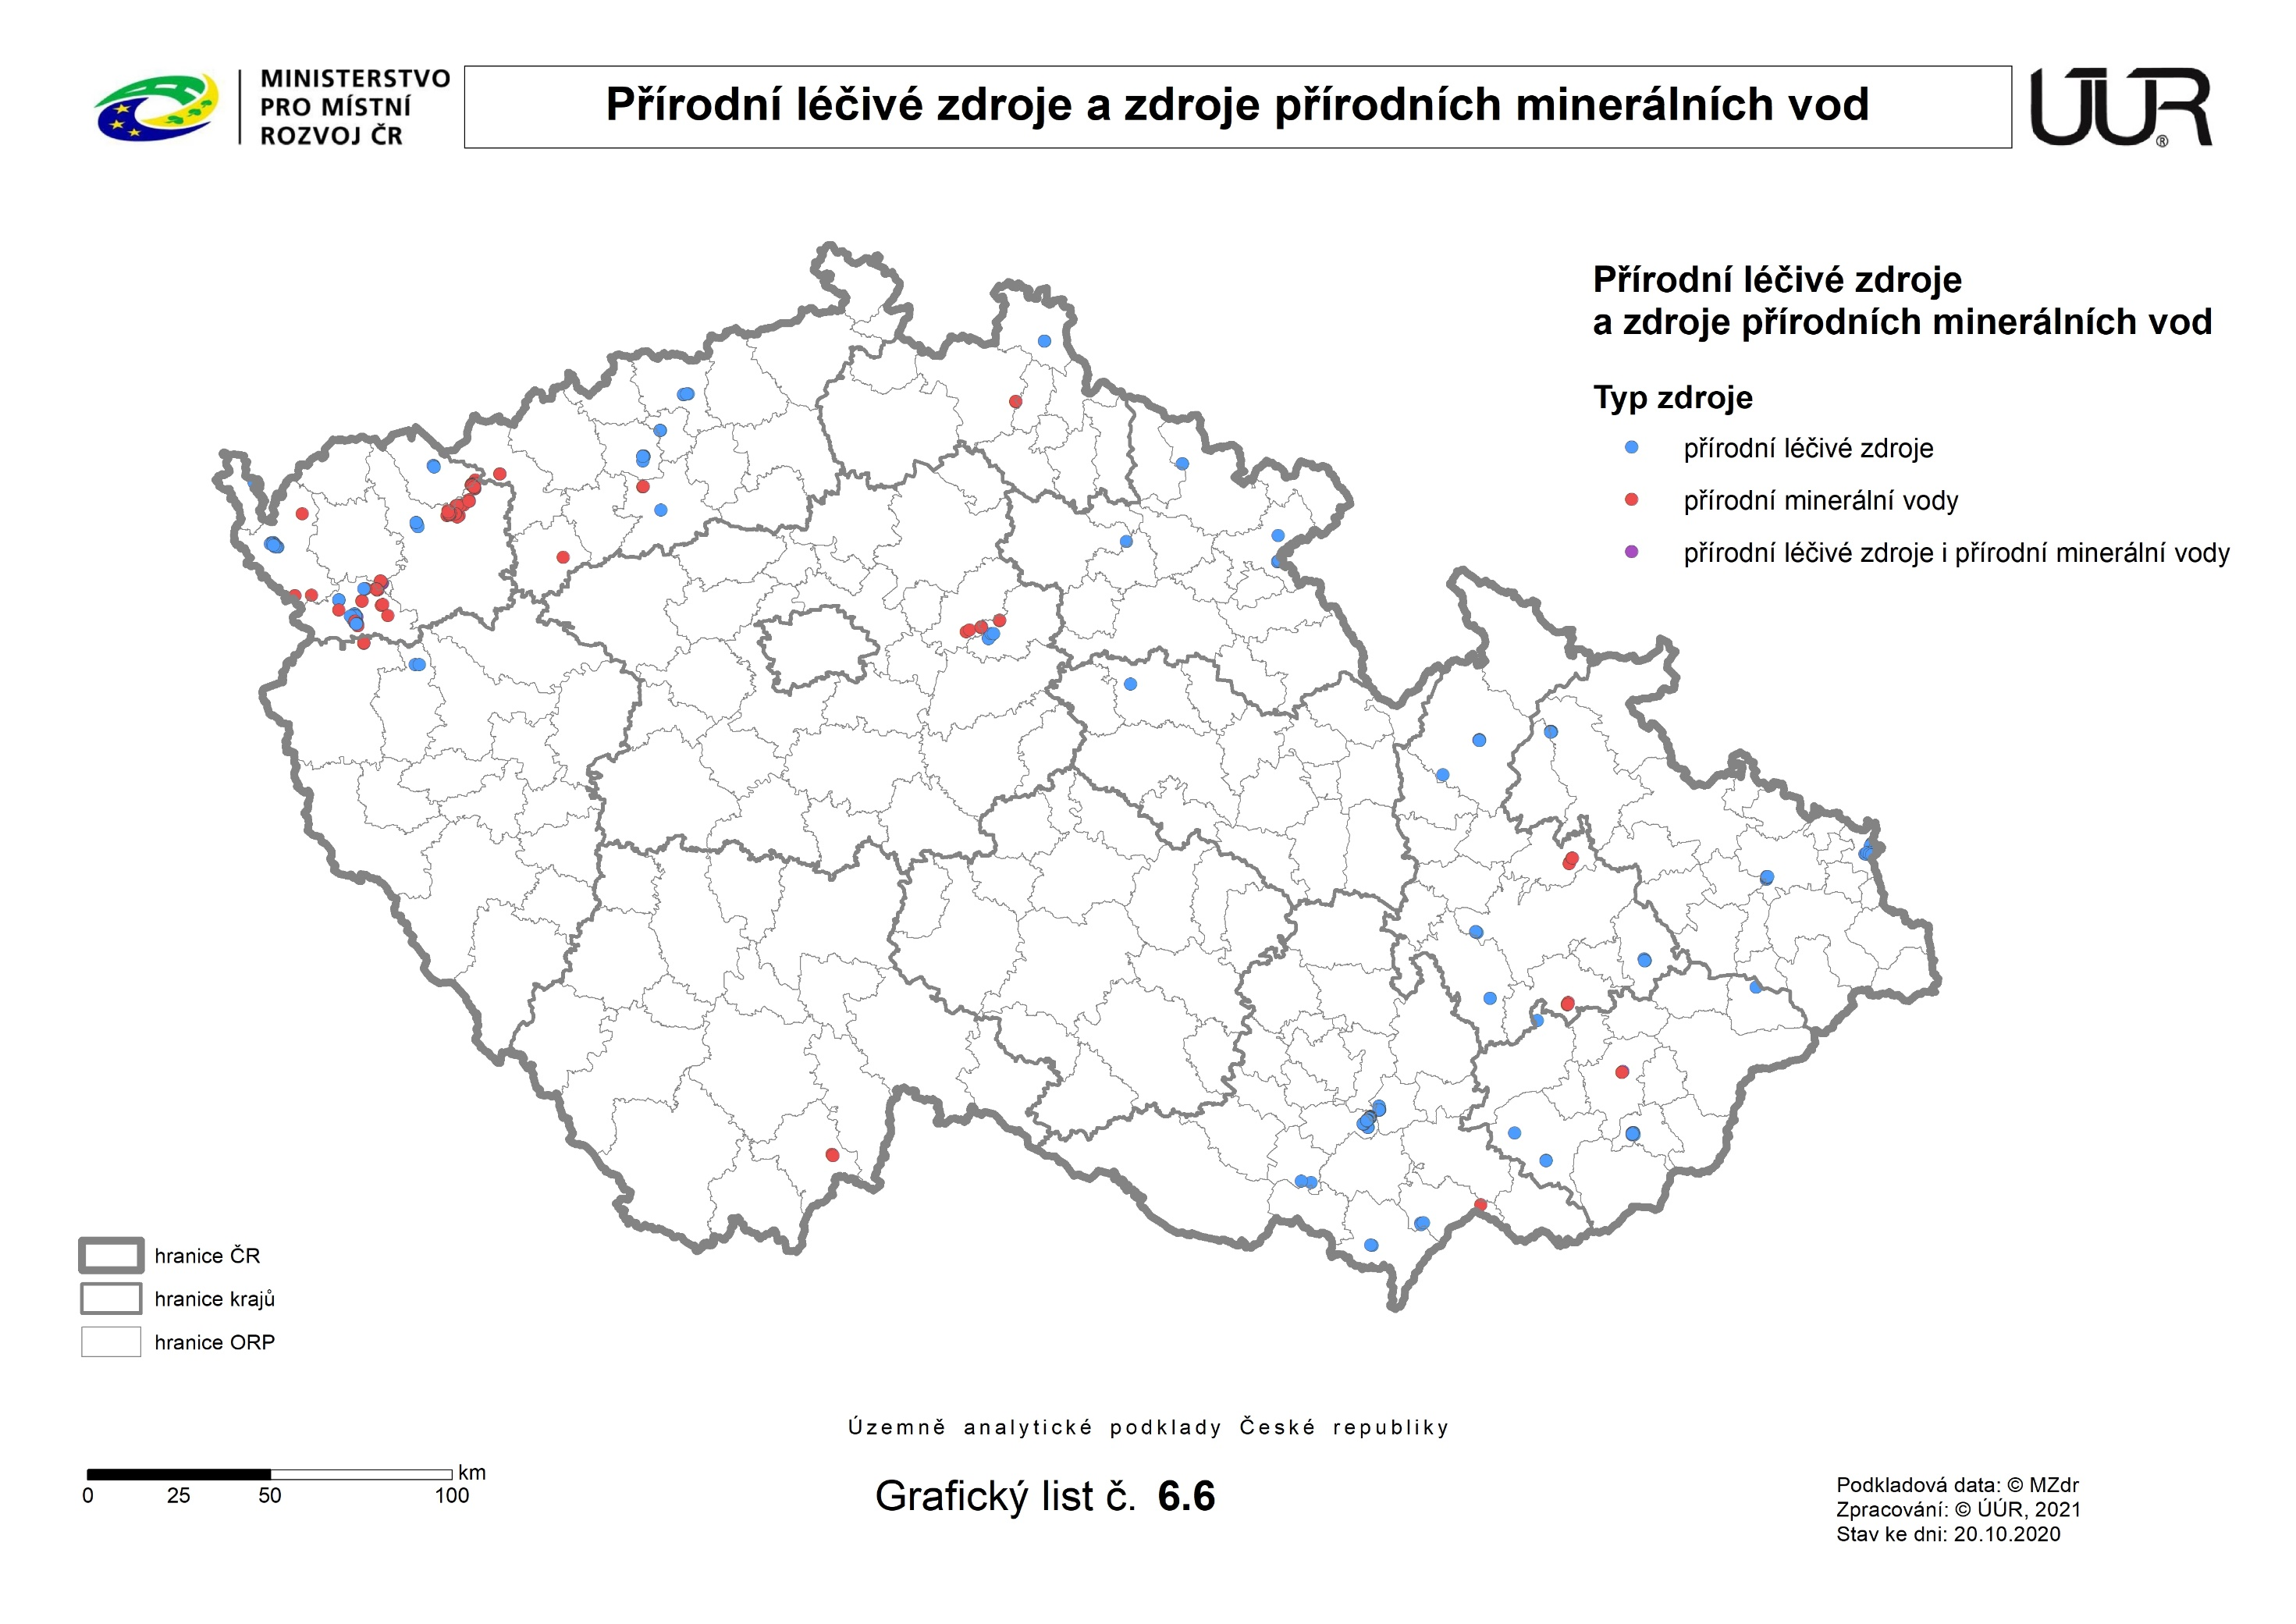 MINISTERSTVO
PRO MÍSTNÍ
ROZVOJ ČR
Přírodní léčivé zdroje a zdroje přírodních minerálních vod
ÚÚR
®
Přírodní léčivé zdroje
a zdroje přírodních minerálních vod
Typ zdroje
přírodní léčivé zdroje
přírodní minerální vody
přírodní léčivé zdroje i přírodní minerální vody
hranice ČR
hranice krajů
hranice ORP
Územně analytické podklady České republiky
km
0 25 50 100
Grafický list č. 6.6
Podkladová data: © MZdr
Zpracování: © ÚÚR, 2021
Stav ke dni: 20.10.2020